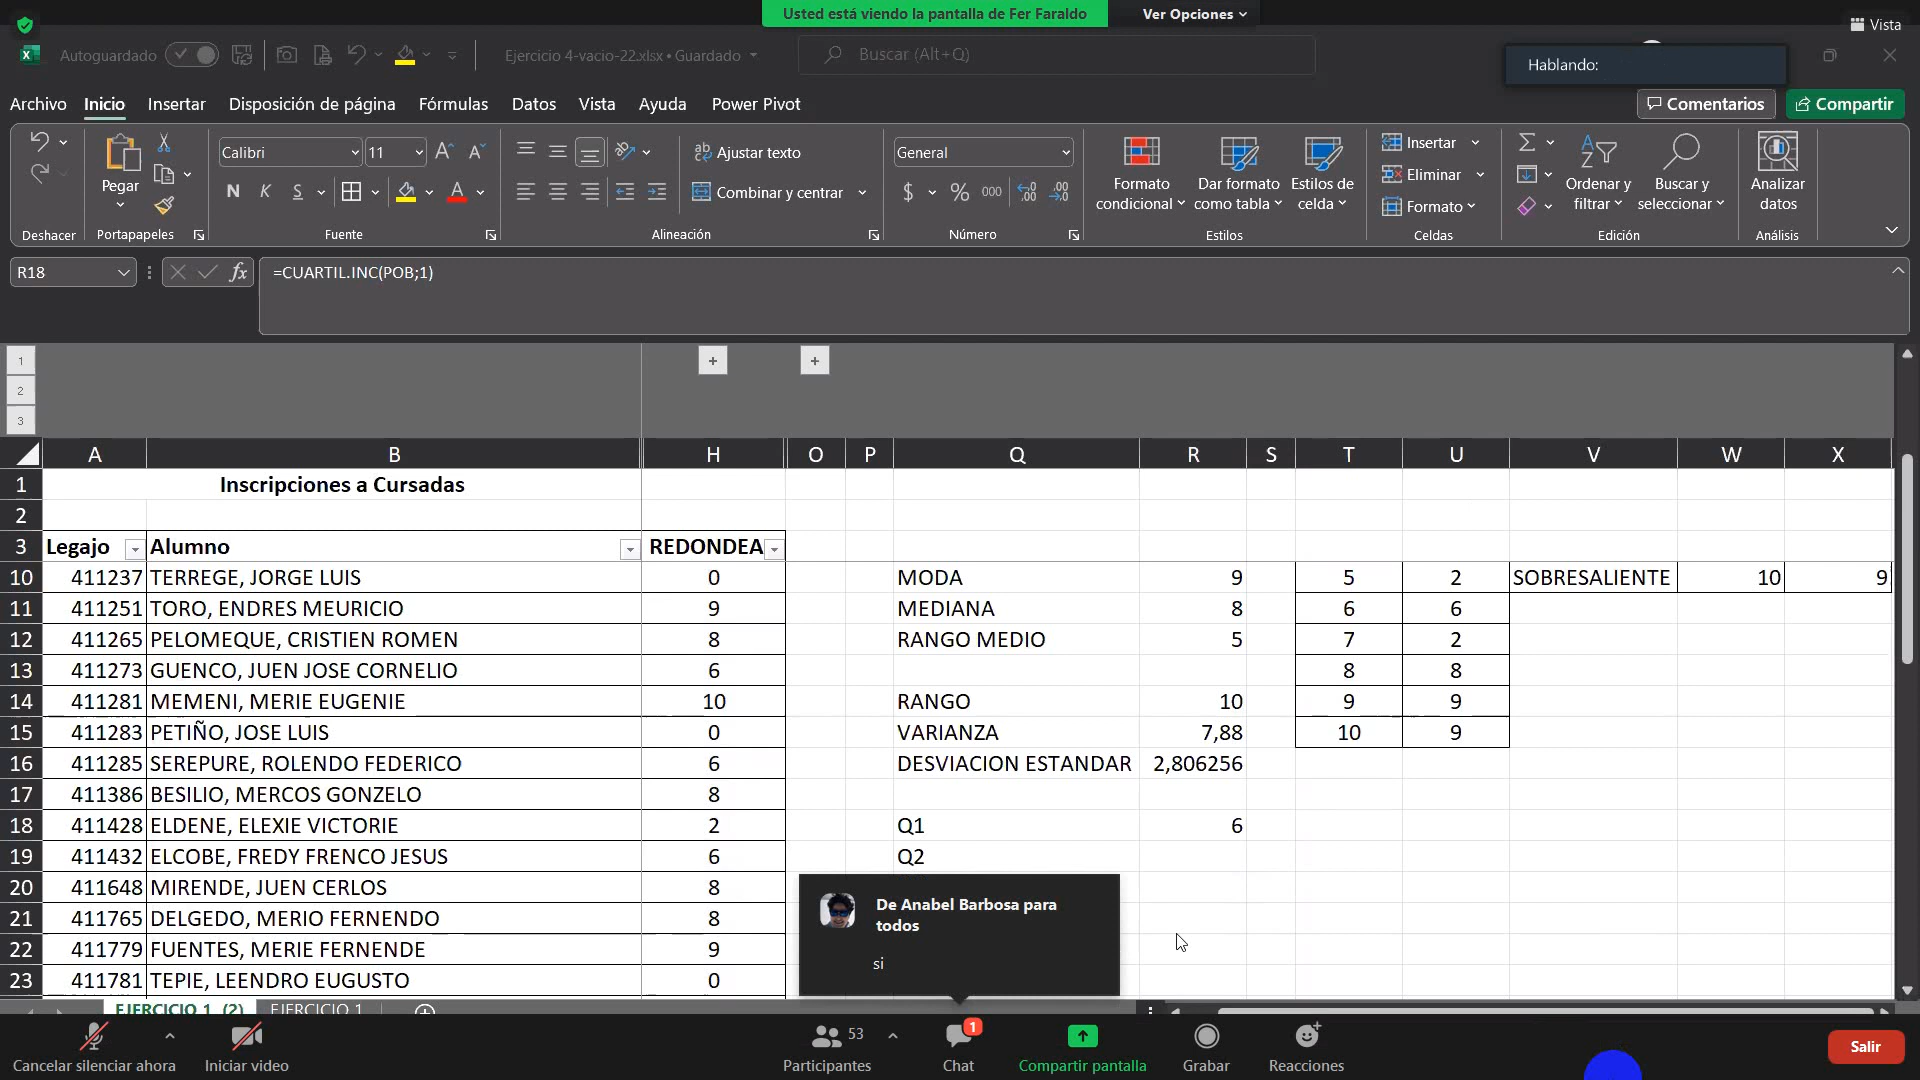 Usted está viendo la pantalla de Fer Faraldo
Ver Opciones
Vista
Autoguardado
Ejercicio 4-vacio-22.xlsx • Guardado
Buscar (Alt+Q)
Hablando:
Archivo Inicio Insertar Disposición de página Fórmulas Datos Vista Ayuda Power Pivot
Comentarios
Compartir
Pegar
Calibri 11
N K S
Ajustar texto
Combinar y centrar
General
$ % 000
Formato condicional
Dar formato como tabla
Estilos de celda
Insertar
Eliminar
Formato
Ordenar y filtrar
Buscar y seleccionar
Analizar datos
Deshacer Portapapeles Fuente Alineación Número Estilos Celdas Edición Análisis
R18
fx
=CUARTIL.INC(POB;1)
1
2
3
A B H O P Q R S T U V W X
1 Inscripciones a Cursadas
2
3 Legajo Alumno REDONDEA
10 411237 TERREGE, JORGE LUIS 0 MODA 9 5 2 SOBRESALIENTE 10 9
11 411251 TORO, ENDRES MEURICIO 9 MEDIANA 8 6 6
12 411265 PELOMEQUE, CRISTIEN ROMEN 8 RANGO MEDIO 5 7 2
13 411273 GUENCO, JUEN JOSE CORNELIO 6 8 8
14 411281 MEMENI, MERIE EUGENIE 10 RANGO 10 9 9
15 411283 PETIÑO, JOSE LUIS 0 VARIANZA 7,88 10 9
16 411285 SEREPURE, ROLENDO FEDERICO 6 DESVIACION ESTANDAR 2,806256
17 411386 BESILIO, MERCOS GONZELO 8
18 411428 ELDENE, ELEXIE VICTORIE 2 Q1 6
19 411432 ELCOBE, FREDY FRENCO JESUS 6 Q2
20 411648 MIRENDE, JUEN CERLOS 8
21 411765 DELGEDO, MERIO FERNENDO 8
22 411779 FUENTES, MERIE FERNENDE 9
23 411781 TEPIE, LEENDRO EUGUSTO 0
De Anabel Barbosa para
todos
si
EJERCICIO 1 (2) EJERCICIO 1
Cancelar silenciar ahora
Iniciar video
Participantes 53
Chat 1
Compartir pantalla
Grabar
Reacciones
Salir